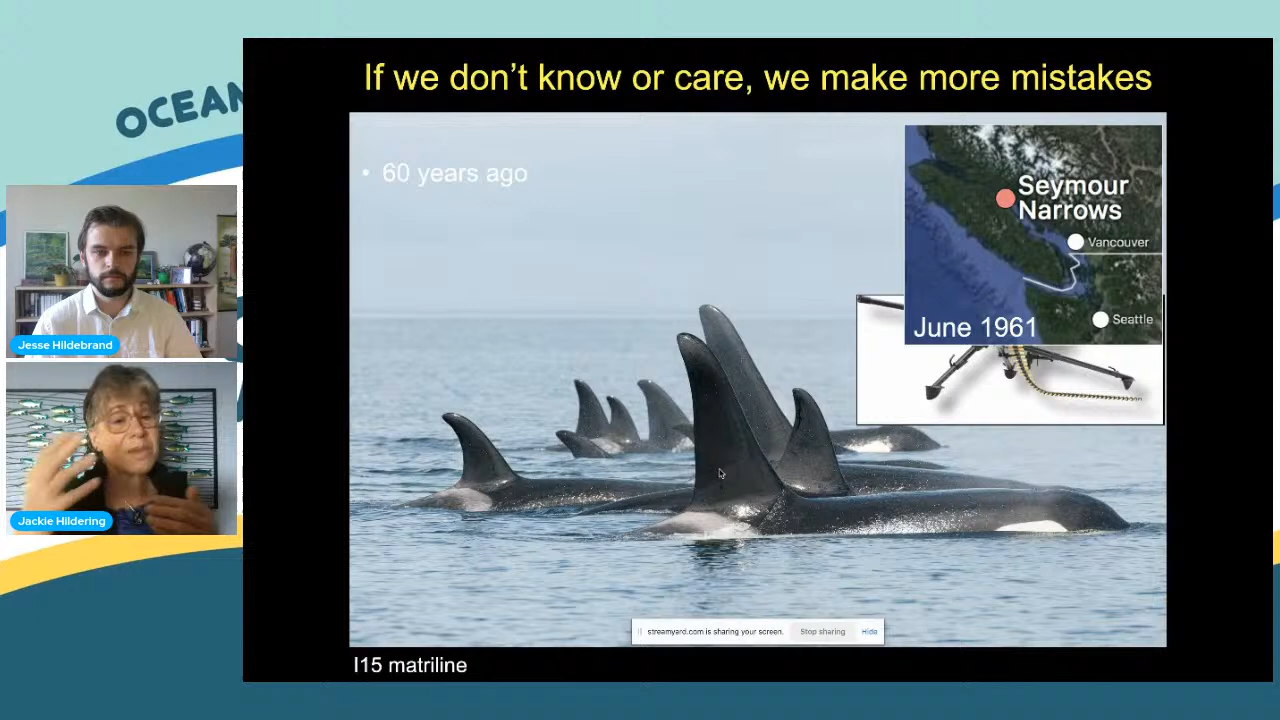 If we don't know or care, we make more mistakes
OCEAN
• 60 years ago
Seymour
Narrows
Vancouver
June 1961
Seattle
Jesse Hildebrand
Jackie Hildering
streamyard.com is sharing your screen.
Stop sharing
Hide
I15 matriline